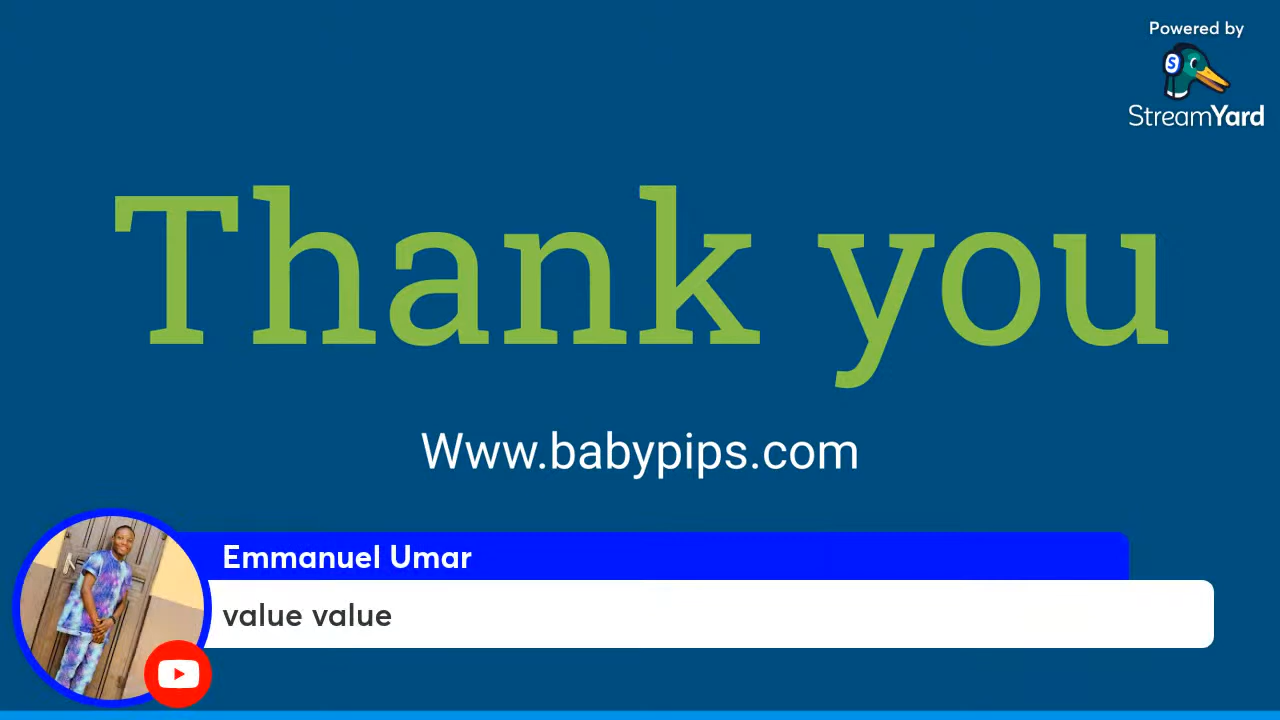 Powered by
S
StreamYard
Thank you
Www.babypips.com
Emmanuel Umar
value value